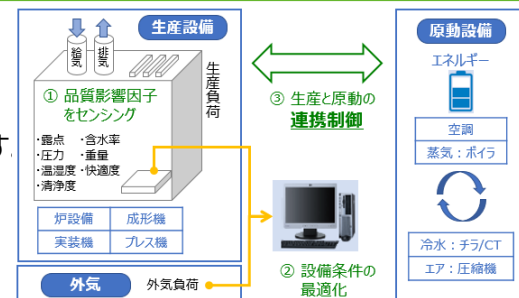 す。
生産設備
給気
排気
生産負荷
① 品質影響因子
をセンシング
・露点 ・含水率
・圧力 ・重量
・温湿度 ・快適度
・清浄度
炉設備 成形機
実装機 プレス機
外気 外気負荷
③ 生産と原動の
連携制御
② 設備条件の
最適化
原動設備
エネルギー
空調
蒸気：ボイラ
冷水：チラ/CT
エア：圧縮機